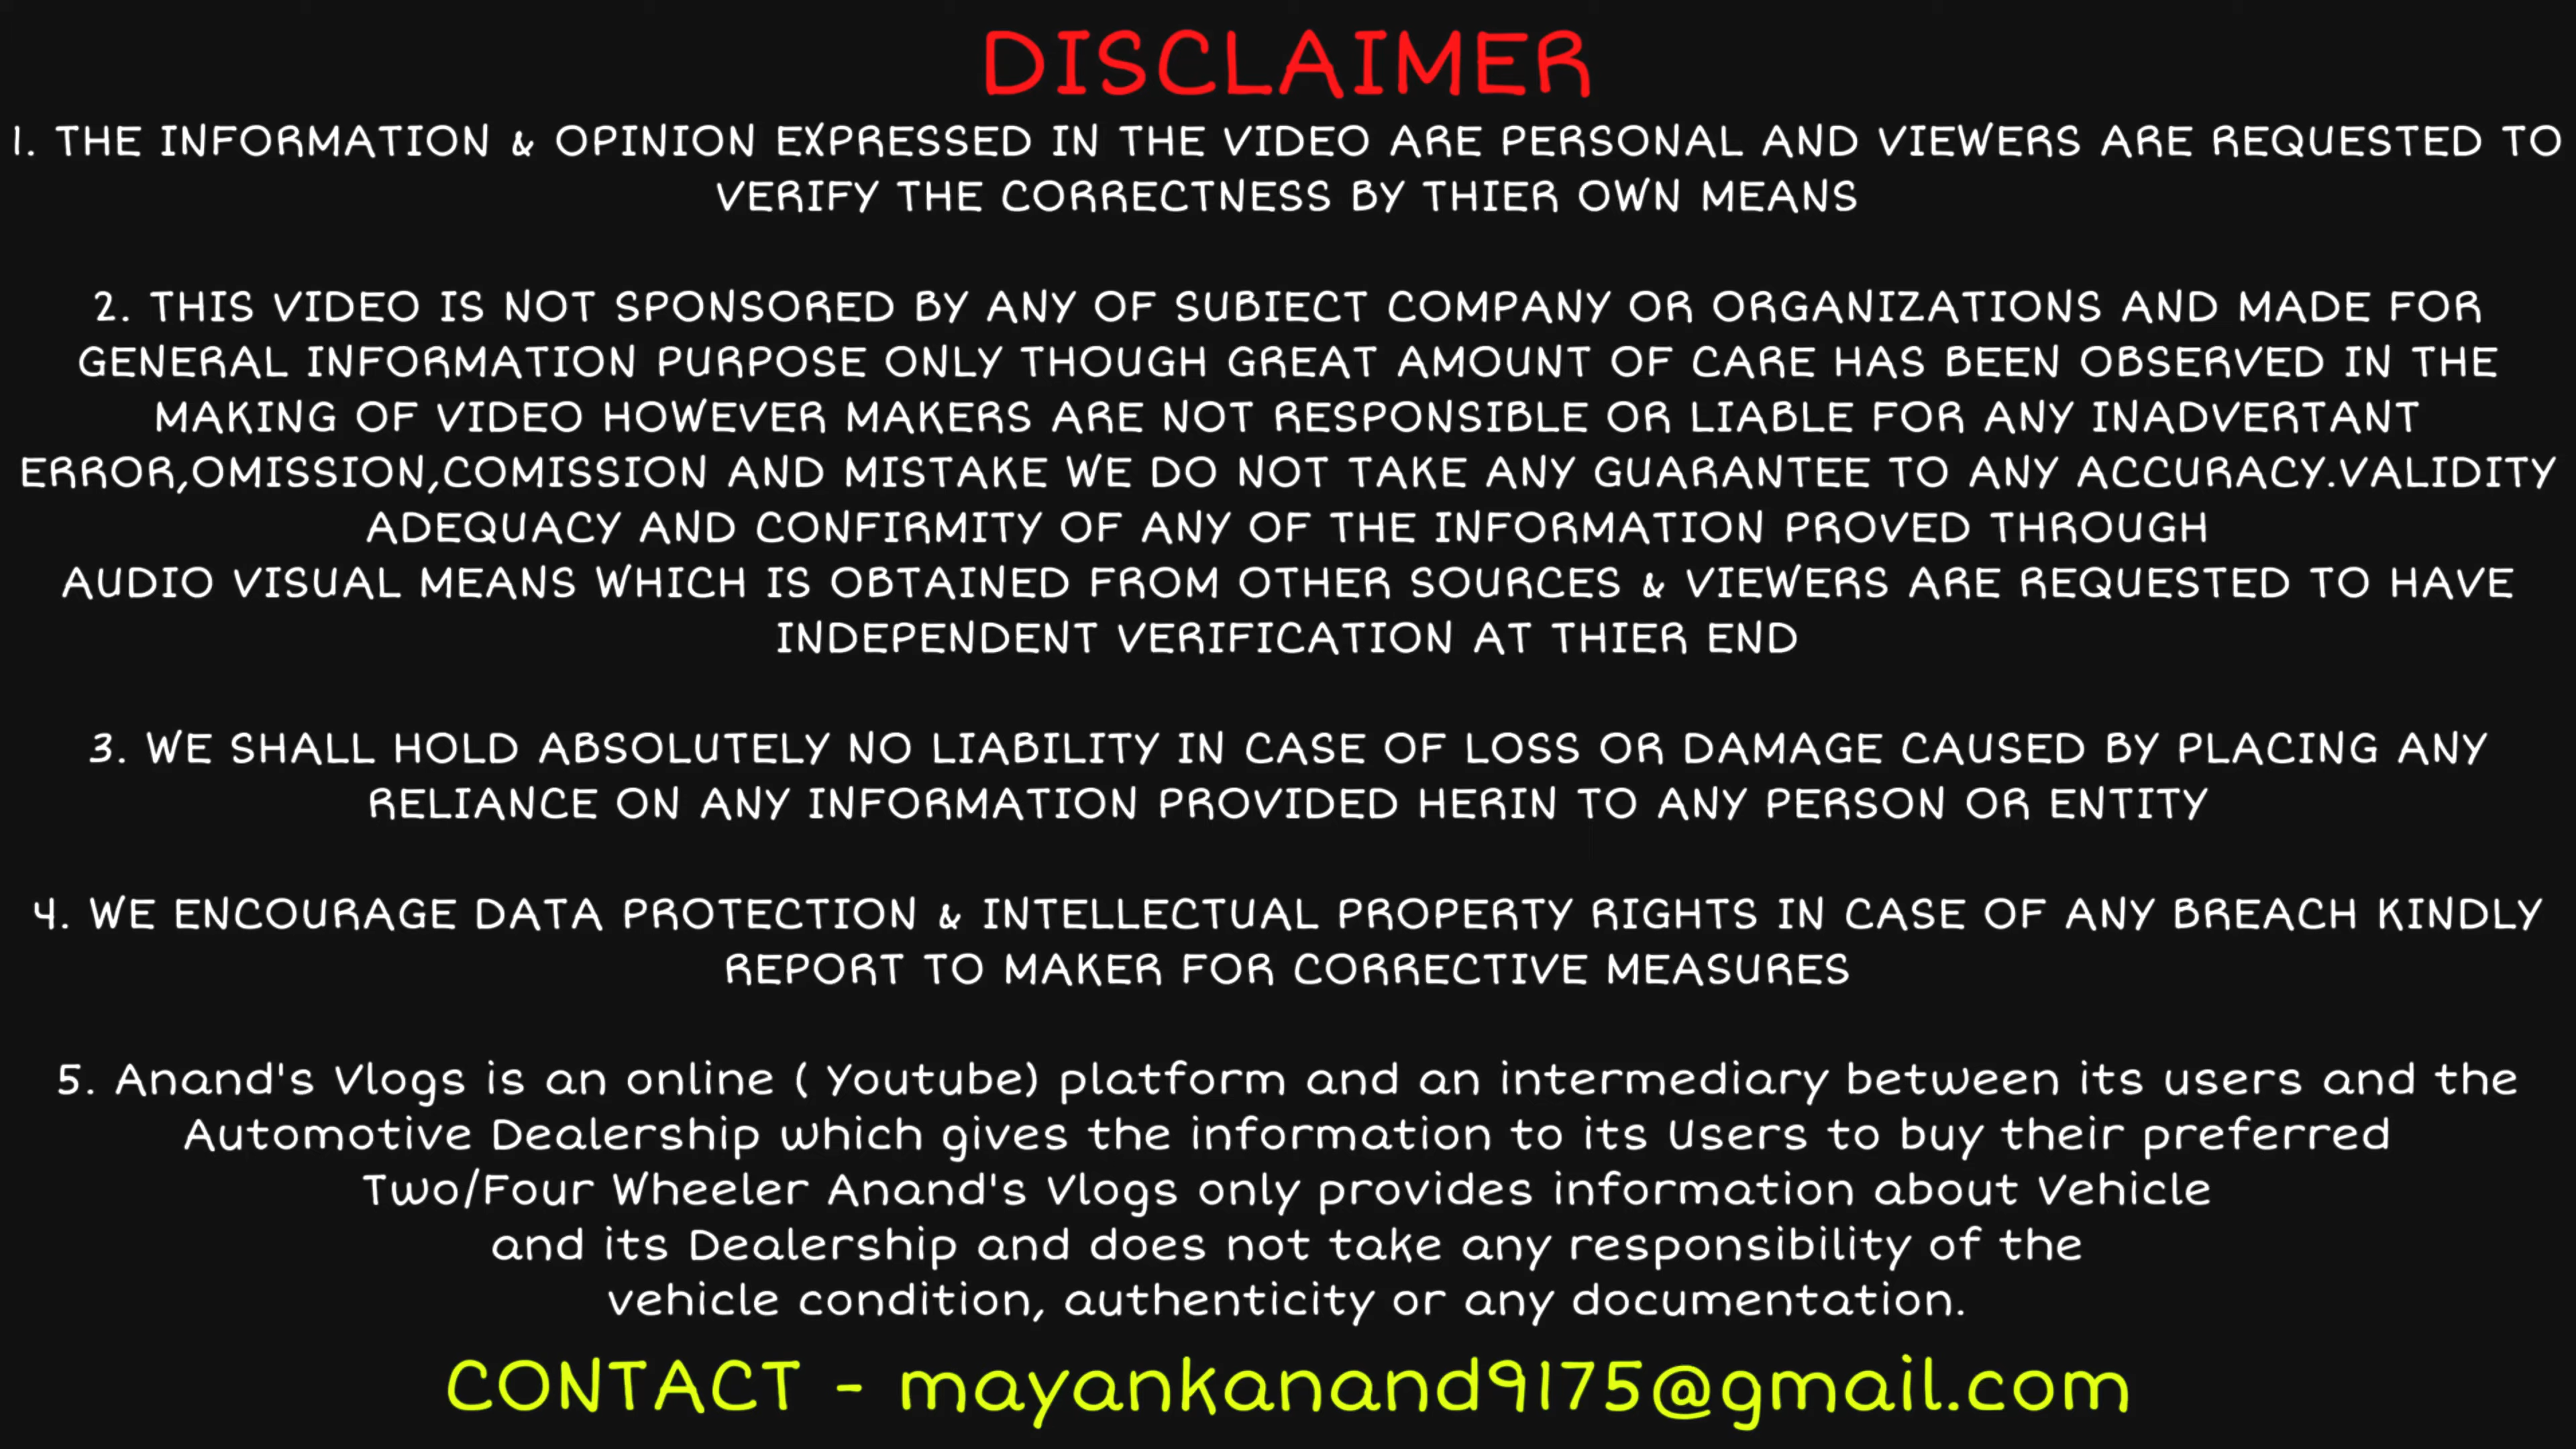 DISCLAIMER
1. THE INFORMATION & OPINION EXPRESSED IN THE VIDEO ARE PERSONAL AND VIEWERS ARE REQUESTED TO
VERIFY THE CORRECTNESS BY THIER OWN MEANS
2. THIS VIDEO IS NOT SPONSORED BY ANY OF SUBIECT COMPANY OR ORGANIZATIONS AND MADE FOR
GENERAL INFORMATION PURPOSE ONLY THOUGH GREAT AMOUNT OF CARE HAS BEEN OBSERVED IN THE
MAKING OF VIDEO HOWEVER MAKERS ARE NOT RESPONSIBLE OR LIABLE FOR ANY INADVERTANT
ERROR,OMISSION,COMISSION AND MISTAKE WE DO NOT TAKE ANY GUARANTEE TO ANY ACCURACY.VALIDITY
ADEQUACY AND CONFIRMITY OF ANY OF THE INFORMATION PROVED THROUGH
AUDIO VISUAL MEANS WHICH IS OBTAINED FROM OTHER SOURCES & VIEWERS ARE REQUESTED TO HAVE
INDEPENDENT VERIFICATION AT THIER END
3. WE SHALL HOLD ABSOLUTELY NO LIABILITY IN CASE OF LOSS OR DAMAGE CAUSED BY PLACING ANY
RELIANCE ON ANY INFORMATION PROVIDED HERIN TO ANY PERSON OR ENTITY
4. WE ENCOURAGE DATA PROTECTION & INTELLECTUAL PROPERTY RIGHTS IN CASE OF ANY BREACH KINDLY
REPORT TO MAKER FOR CORRECTIVE MEASURES
5. Anand's Vlogs is an online ( Youtube) platform and an intermediary between its users and the
Automotive Dealership which gives the information to its Users to buy their preferred
Two/Four Wheeler Anand's Vlogs only provides information about Vehicle
and its Dealership and does not take any responsibility of the
vehicle condition, authenticity or any documentation.
CONTACT - mayankanand9175@gmail.com